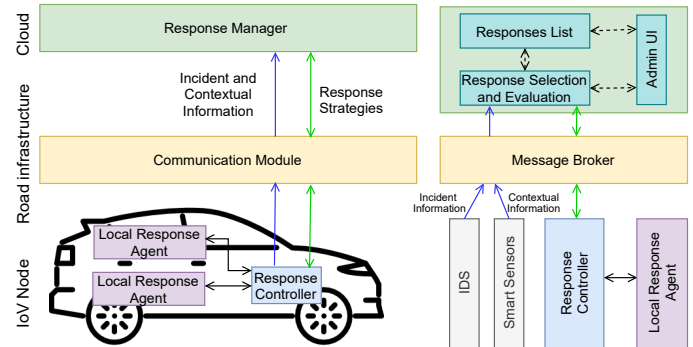 Cloud
Response Manager
Responses List
Admin UI
Response Selection
and Evaluation
Incident and
Contextual
Information
Response
Strategies
Road infrastructure
Communication Module
Message Broker
Incident
Information
Contextual
Information
IoV Node
Local Response
Agent
Local Response
Agent
Response
Controller
IDS
Smart Sensors
Response
Controller
Local Response
Agent